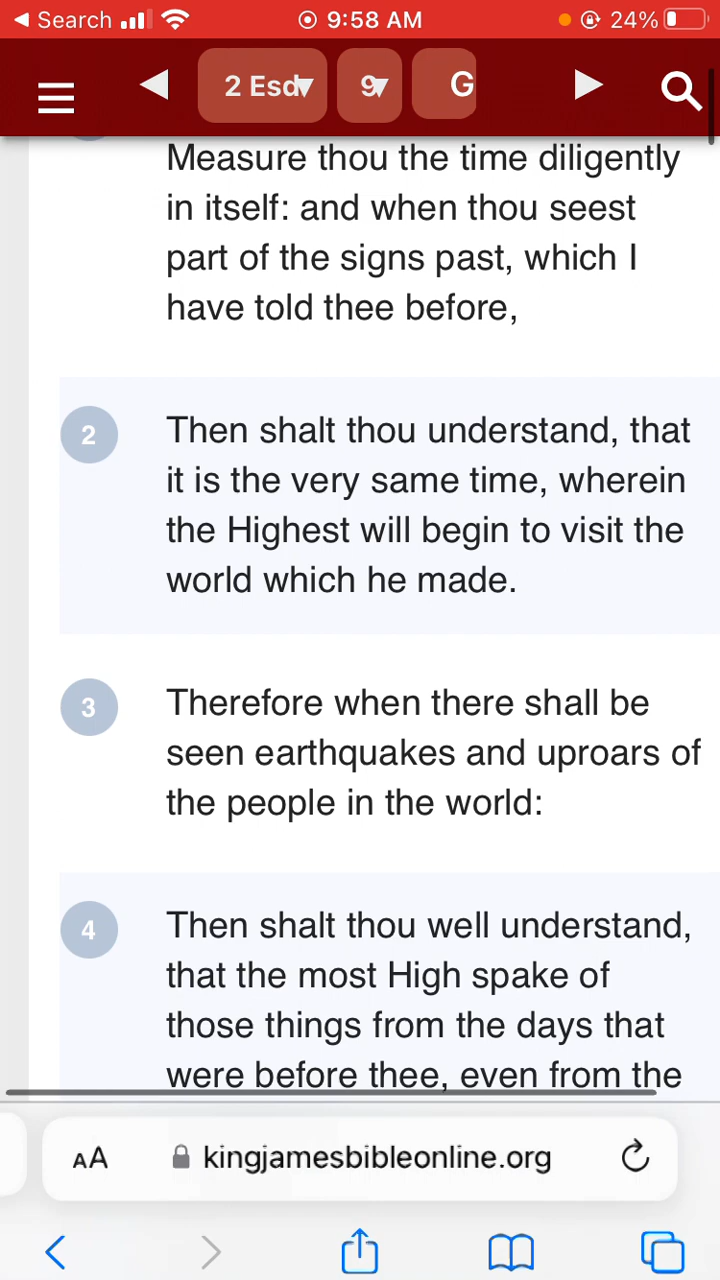 Search 9:58 AM 24%
2 Esd 9 G
Measure thou the time diligently
in itself: and when thou seest
part of the signs past, which I
have told thee before,
2 Then shalt thou understand, that
it is the very same time, wherein
the Highest will begin to visit the
world which he made.
3 Therefore when there shall be
seen earthquakes and uproars of
the people in the world:
4 Then shalt thou well understand,
that the most High spake of
those things from the days that
were before thee, even from the
AA kingjamesbibleonline.org